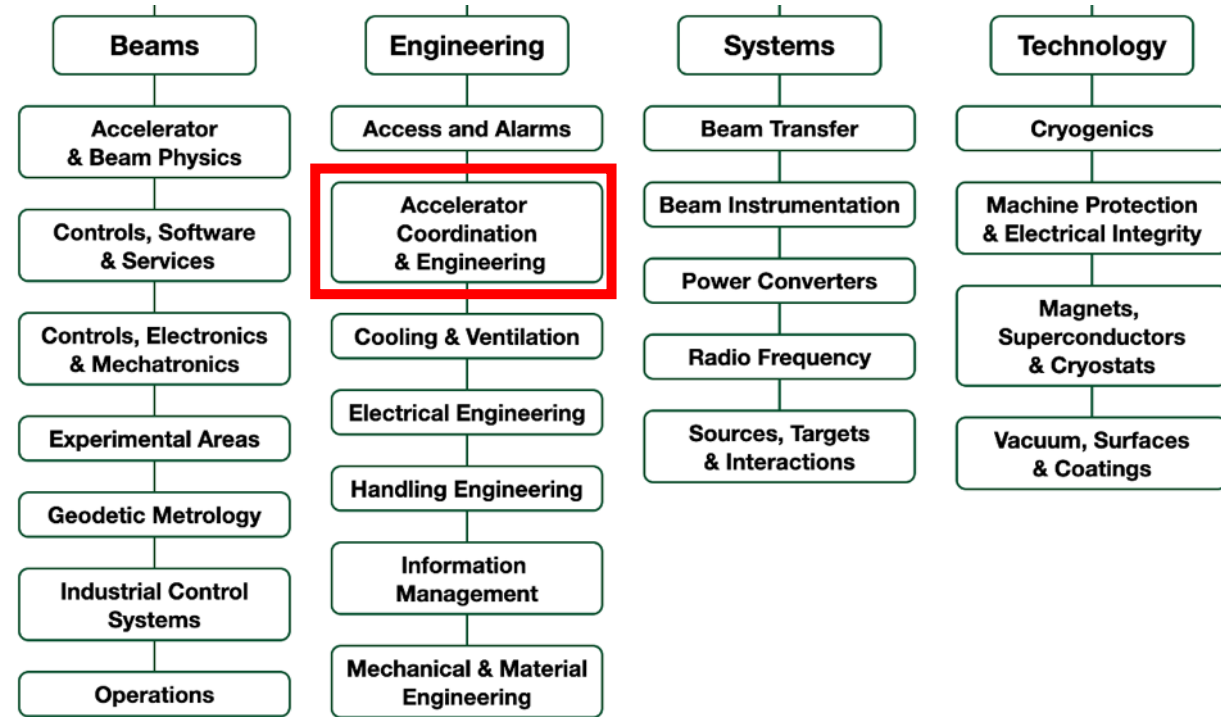 Beams
Accelerator
& Beam Physics
Controls, Software
& Services
Controls, Electronics
& Mechatronics
Experimental Areas
Geodetic Metrology
Industrial Control
Systems
Operations
Engineering
Access and Alarms
Accelerator
Coordination
& Engineering
Cooling & Ventilation
Electrical Engineering
Handling Engineering
Information
Management
Mechanical & Material
Engineering
Systems
Beam Transfer
Beam Instrumentation
Power Converters
Radio Frequency
Sources, Targets
& Interactions
Technology
Cryogenics
Machine Protection
& Electrical Integrity
Magnets,
Superconductors
& Cryostats
Vacuum, Surfaces
& Coatings